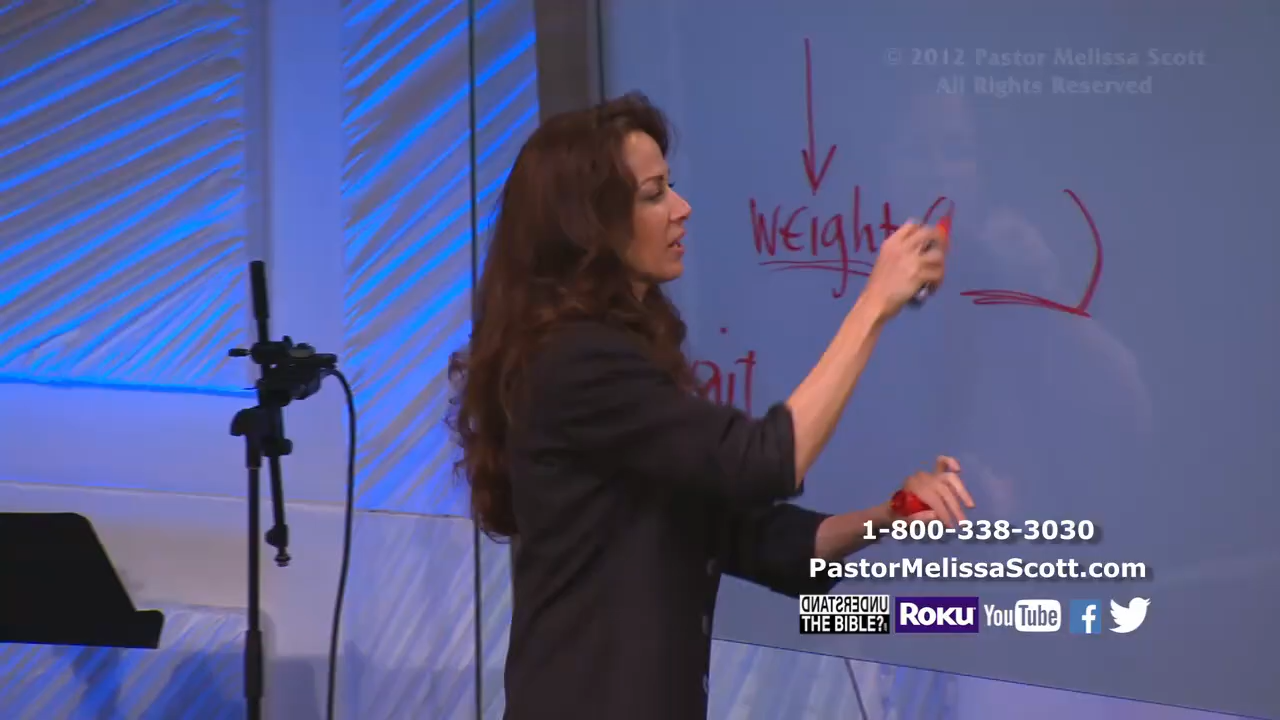 © 2012 Pastor Melissa Scott
All Rights Reserved
weight
ait
1-800-338-3030
PastorMelissaScott.com
UNDERSTAND
THE BIBLE?
ROKU YouTube f